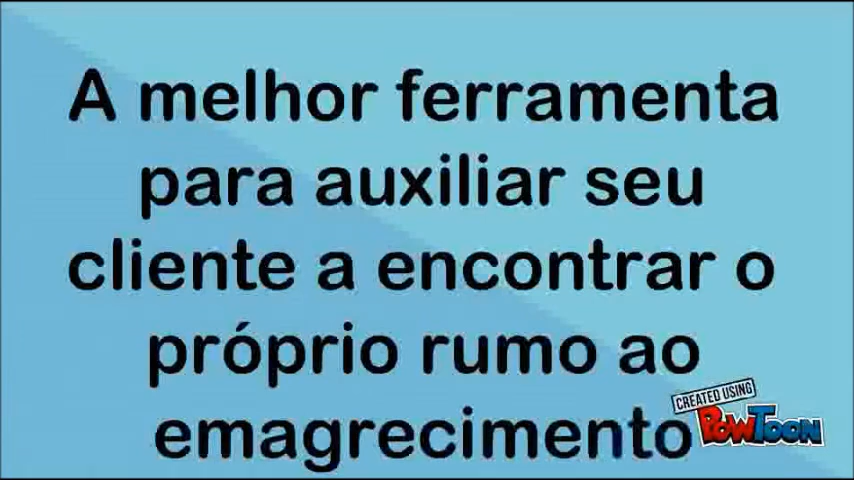 A melhor ferramenta
para auxiliar seu
cliente a encontrar o
próprio rumo ao
emagrecimento
CREATED USING
POWTOON